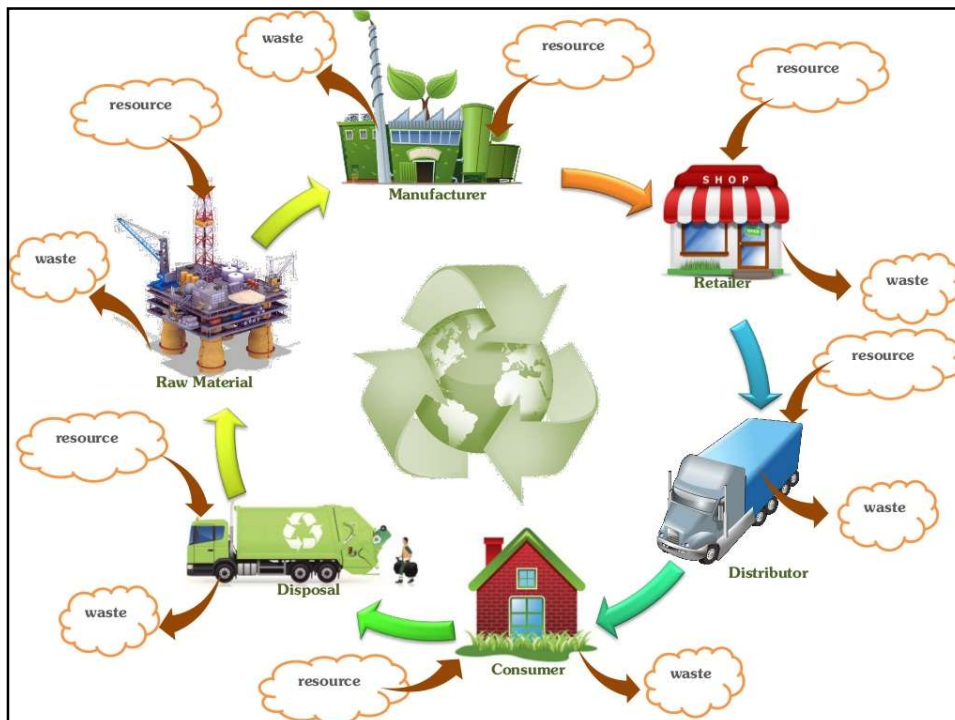 waste
resource
resource
resource
Manufacturer
SHOP
waste
Retailer
waste
resource
Raw Material
resource
waste
Distributor
Disposal
waste
Consumer
resource
waste